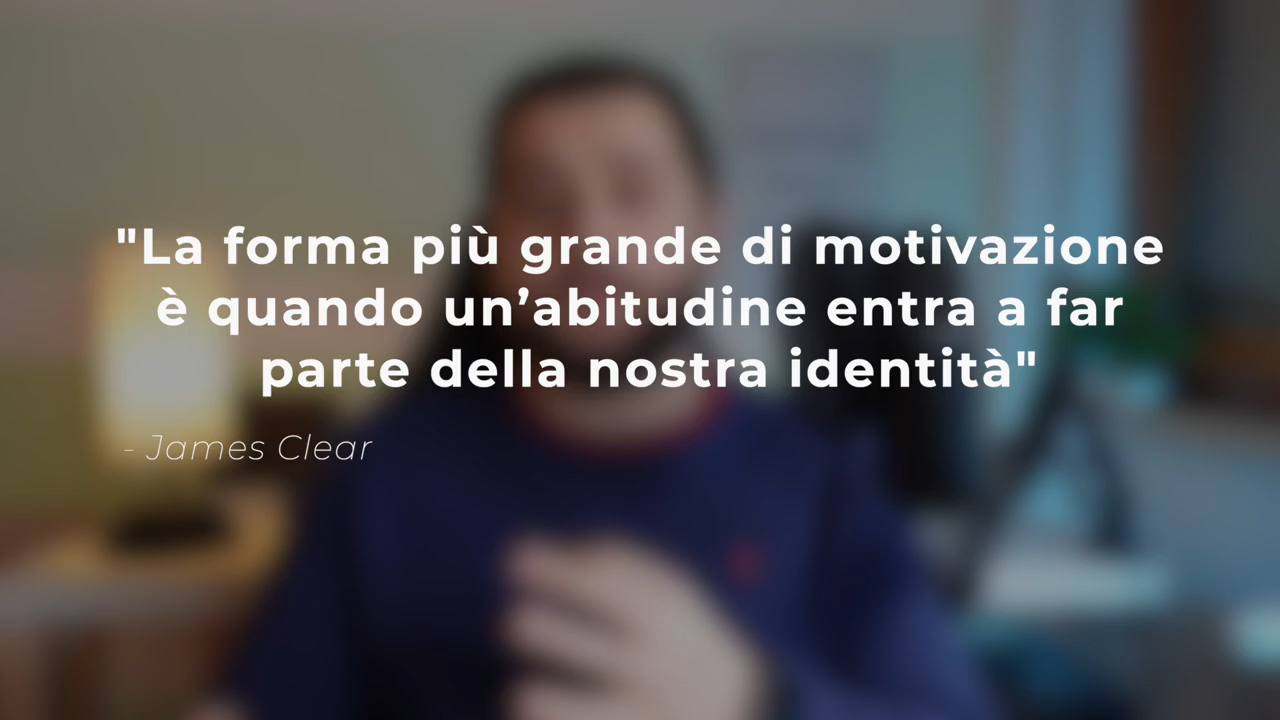 "La forma più grande di motivazione
è quando un’abitudine entra a far
parte della nostra identità"
- James Clear